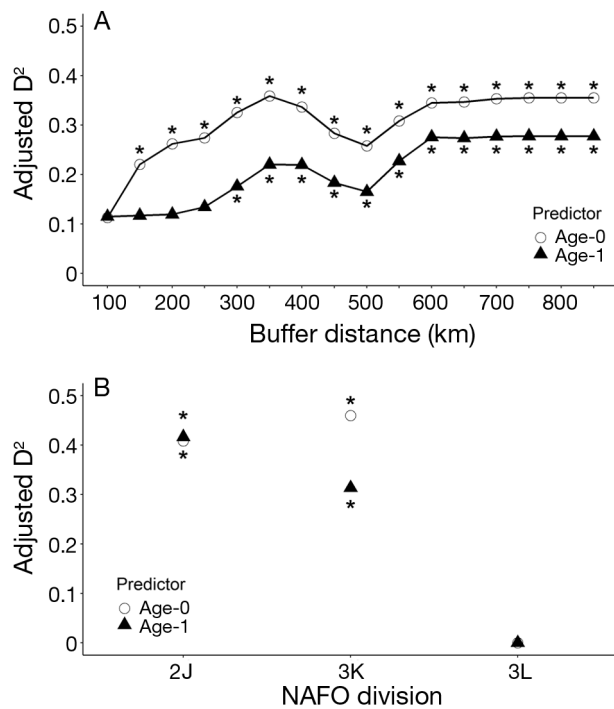 A
Adjusted D²
0.5
0.4
0.3
0.2
0.1
0
* * * * * * * * * * * * * * *
* * * * * * * * * * * *
Predictor
Age-0
Age-1
100 200 300 400 500 600 700 800
Buffer distance (km)
B
Adjusted D²
0.5
0.4
0.3
0.2
0.1
0
* *
* *
Predictor
Age-0
Age-1
2J 3K 3L
NAFO division